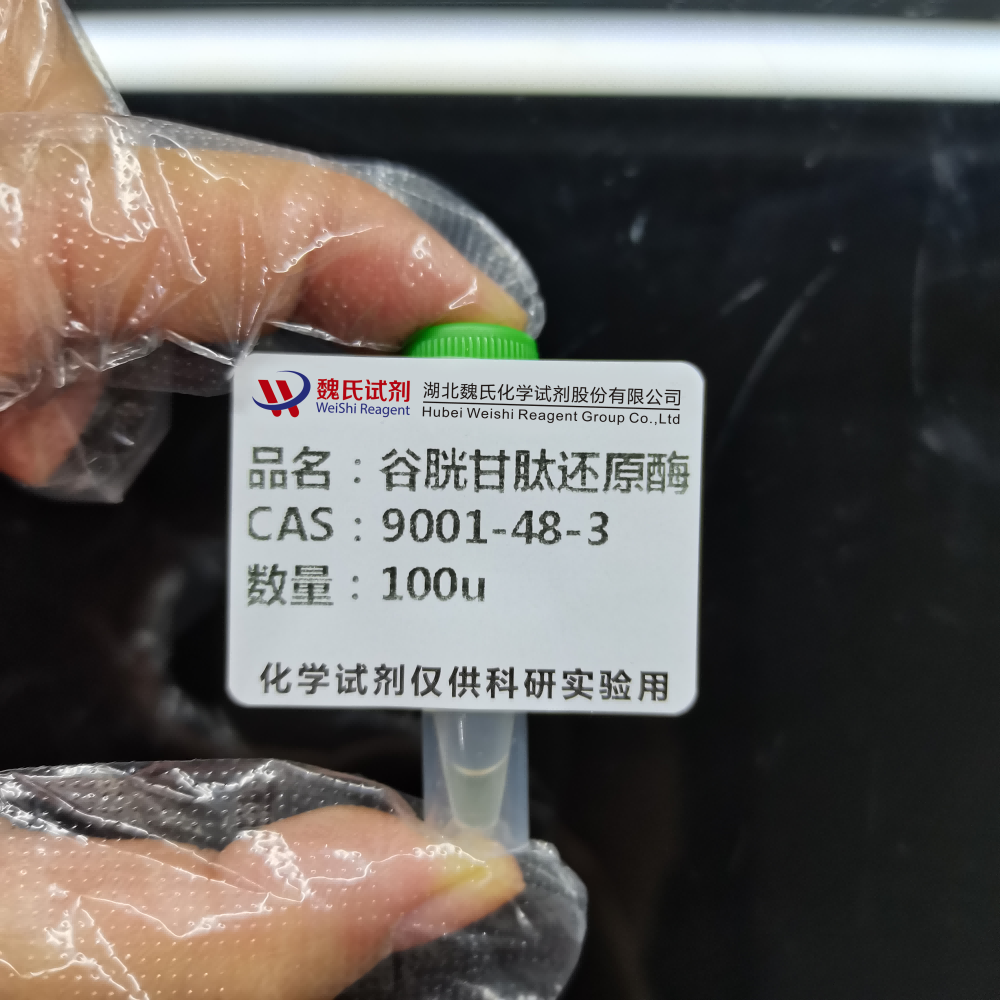 魏氏试剂
WeiShi Reagent
湖北魏氏化学试剂股份有限公司
Hubei Weishi Reagent Group Co.,Ltd
品名：谷胱甘肽还原酶
CAS：9001-48-3
数量：100u
化学试剂仅供科研实验用